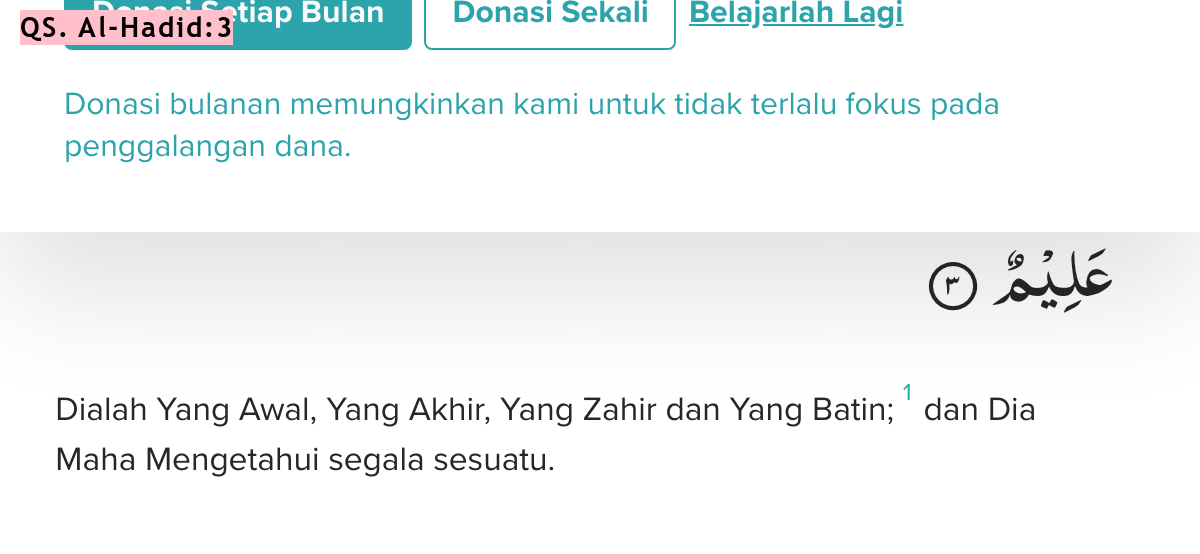 QS. Al-Hadid:3
Donasi Setiap Bulan Donasi Sekali Belajarlah Lagi
Donasi bulanan memungkinkan kami untuk tidak terlalu fokus pada
penggalangan dana.
عَلِيْمٌ ٣
Dialah Yang Awal, Yang Akhir, Yang Zahir dan Yang Batin; 1 dan Dia
Maha Mengetahui segala sesuatu.